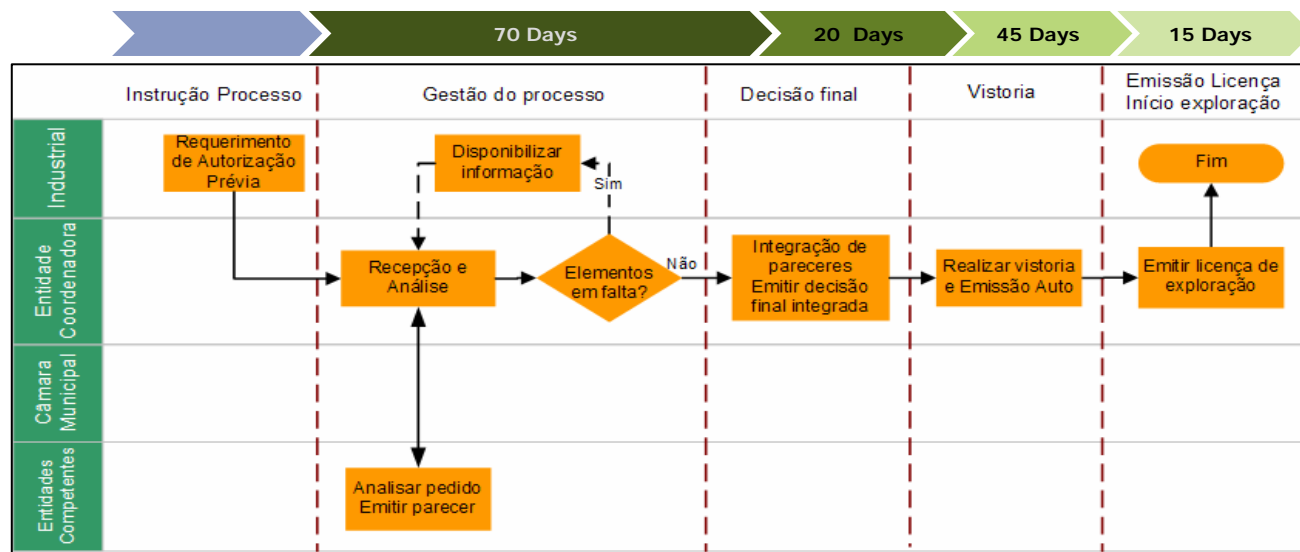 70 Days
20 Days
45 Days
15 Days
Instrução Processo
Gestão do processo
Decisão final
Vistoria
Emissão Licença
Início exploração
Industrial
Requerimento
de Autorização
Prévia
Disponibilizar
informação
Sim
Fim
Entidade
Coordenadora
Recepção e
Análise
Elementos
em falta?
Não
Integração de
pareceres
Emitir decisão
final integrada
Realizar vistoria
e Emissão Auto
Emitir licença de
exploração
Câmara
Municipal
Entidades
Competentes
Analisar pedido
Emitir parecer